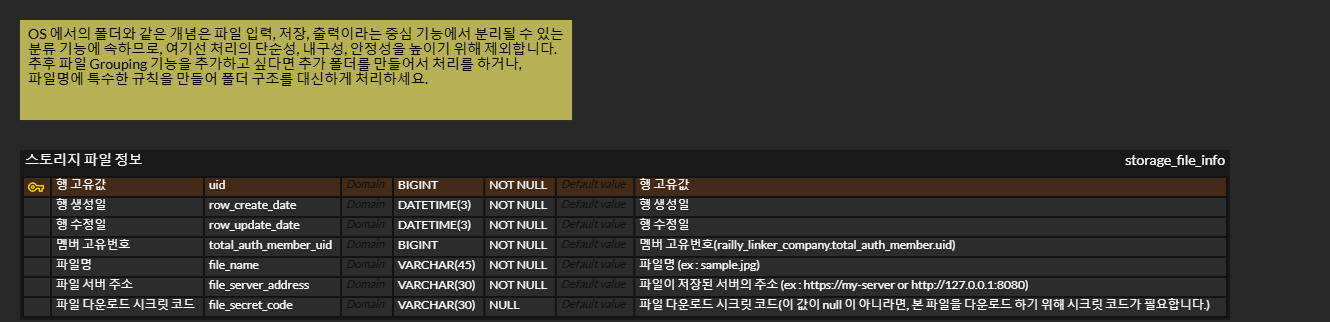 OS 에서의 폴더와 같은 개념은 파일 입력, 저장, 출력이라는 중심 기능에서 분리될 수 있는
분류 기능에 속하므로, 여기선 처리의 단순성, 내구성, 안정성을 높이기 위해 제외합니다.
추후 파일 Grouping 기능을 추가하고 싶다면 추가 폴더를 만들어서 처리를 하거나,
파일명에 특수한 규칙을 만들어 폴더 구조를 대신하게 처리하세요.
스토리지 파일 정보 storage_file_info
행 고유값 uid Domain BIGINT NOT NULL Default value 행 고유값
행 생성일 row_create_date Domain DATETIME(3) NOT NULL Default value 행 생성일
행 수정일 row_update_date Domain DATETIME(3) NOT NULL Default value 행 수정일
멤버 고유번호 total_auth_member_uid Domain BIGINT NOT NULL Default value 멤버 고유번호(railly_linker_company.total_auth_member.uid)
파일명 file_name Domain VARCHAR(45) NOT NULL Default value 파일명 (ex : sample.jpg)
파일 서버 주소 file_server_address Domain VARCHAR(30) NOT NULL Default value 파일이 저장된 서버의 주소 (ex : https://my-server or http://127.0.0.1:8080)
파일 다운로드 시크릿 코드 file_secret_code Domain VARCHAR(30) NULL Default value 파일 다운로드 시크릿 코드(이 값이 null 이 아니라면, 본 파일을 다운로드 하기 위해 시크릿 코드가 필요합니다.)